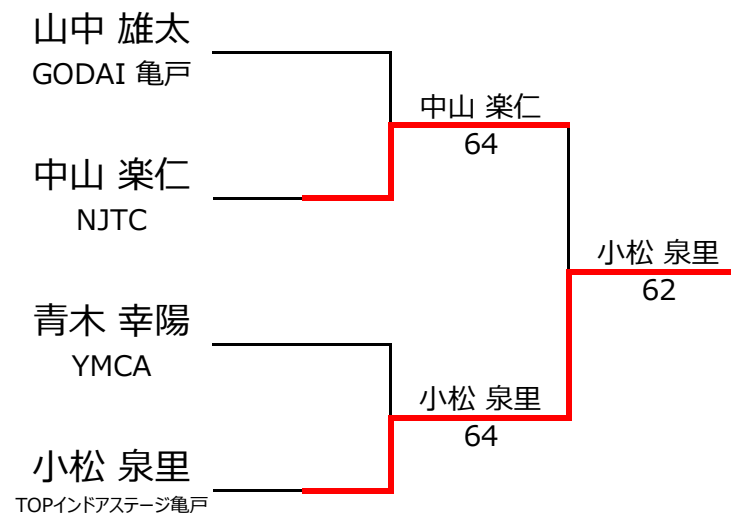 山中 雄太
GODAI 亀戸
中山 楽仁
64
中山 楽仁
NJTC
小松 泉里
62
青木 幸陽
YMCA
小松 泉里
64
小松 泉里
TOPインドアステージ亀戸